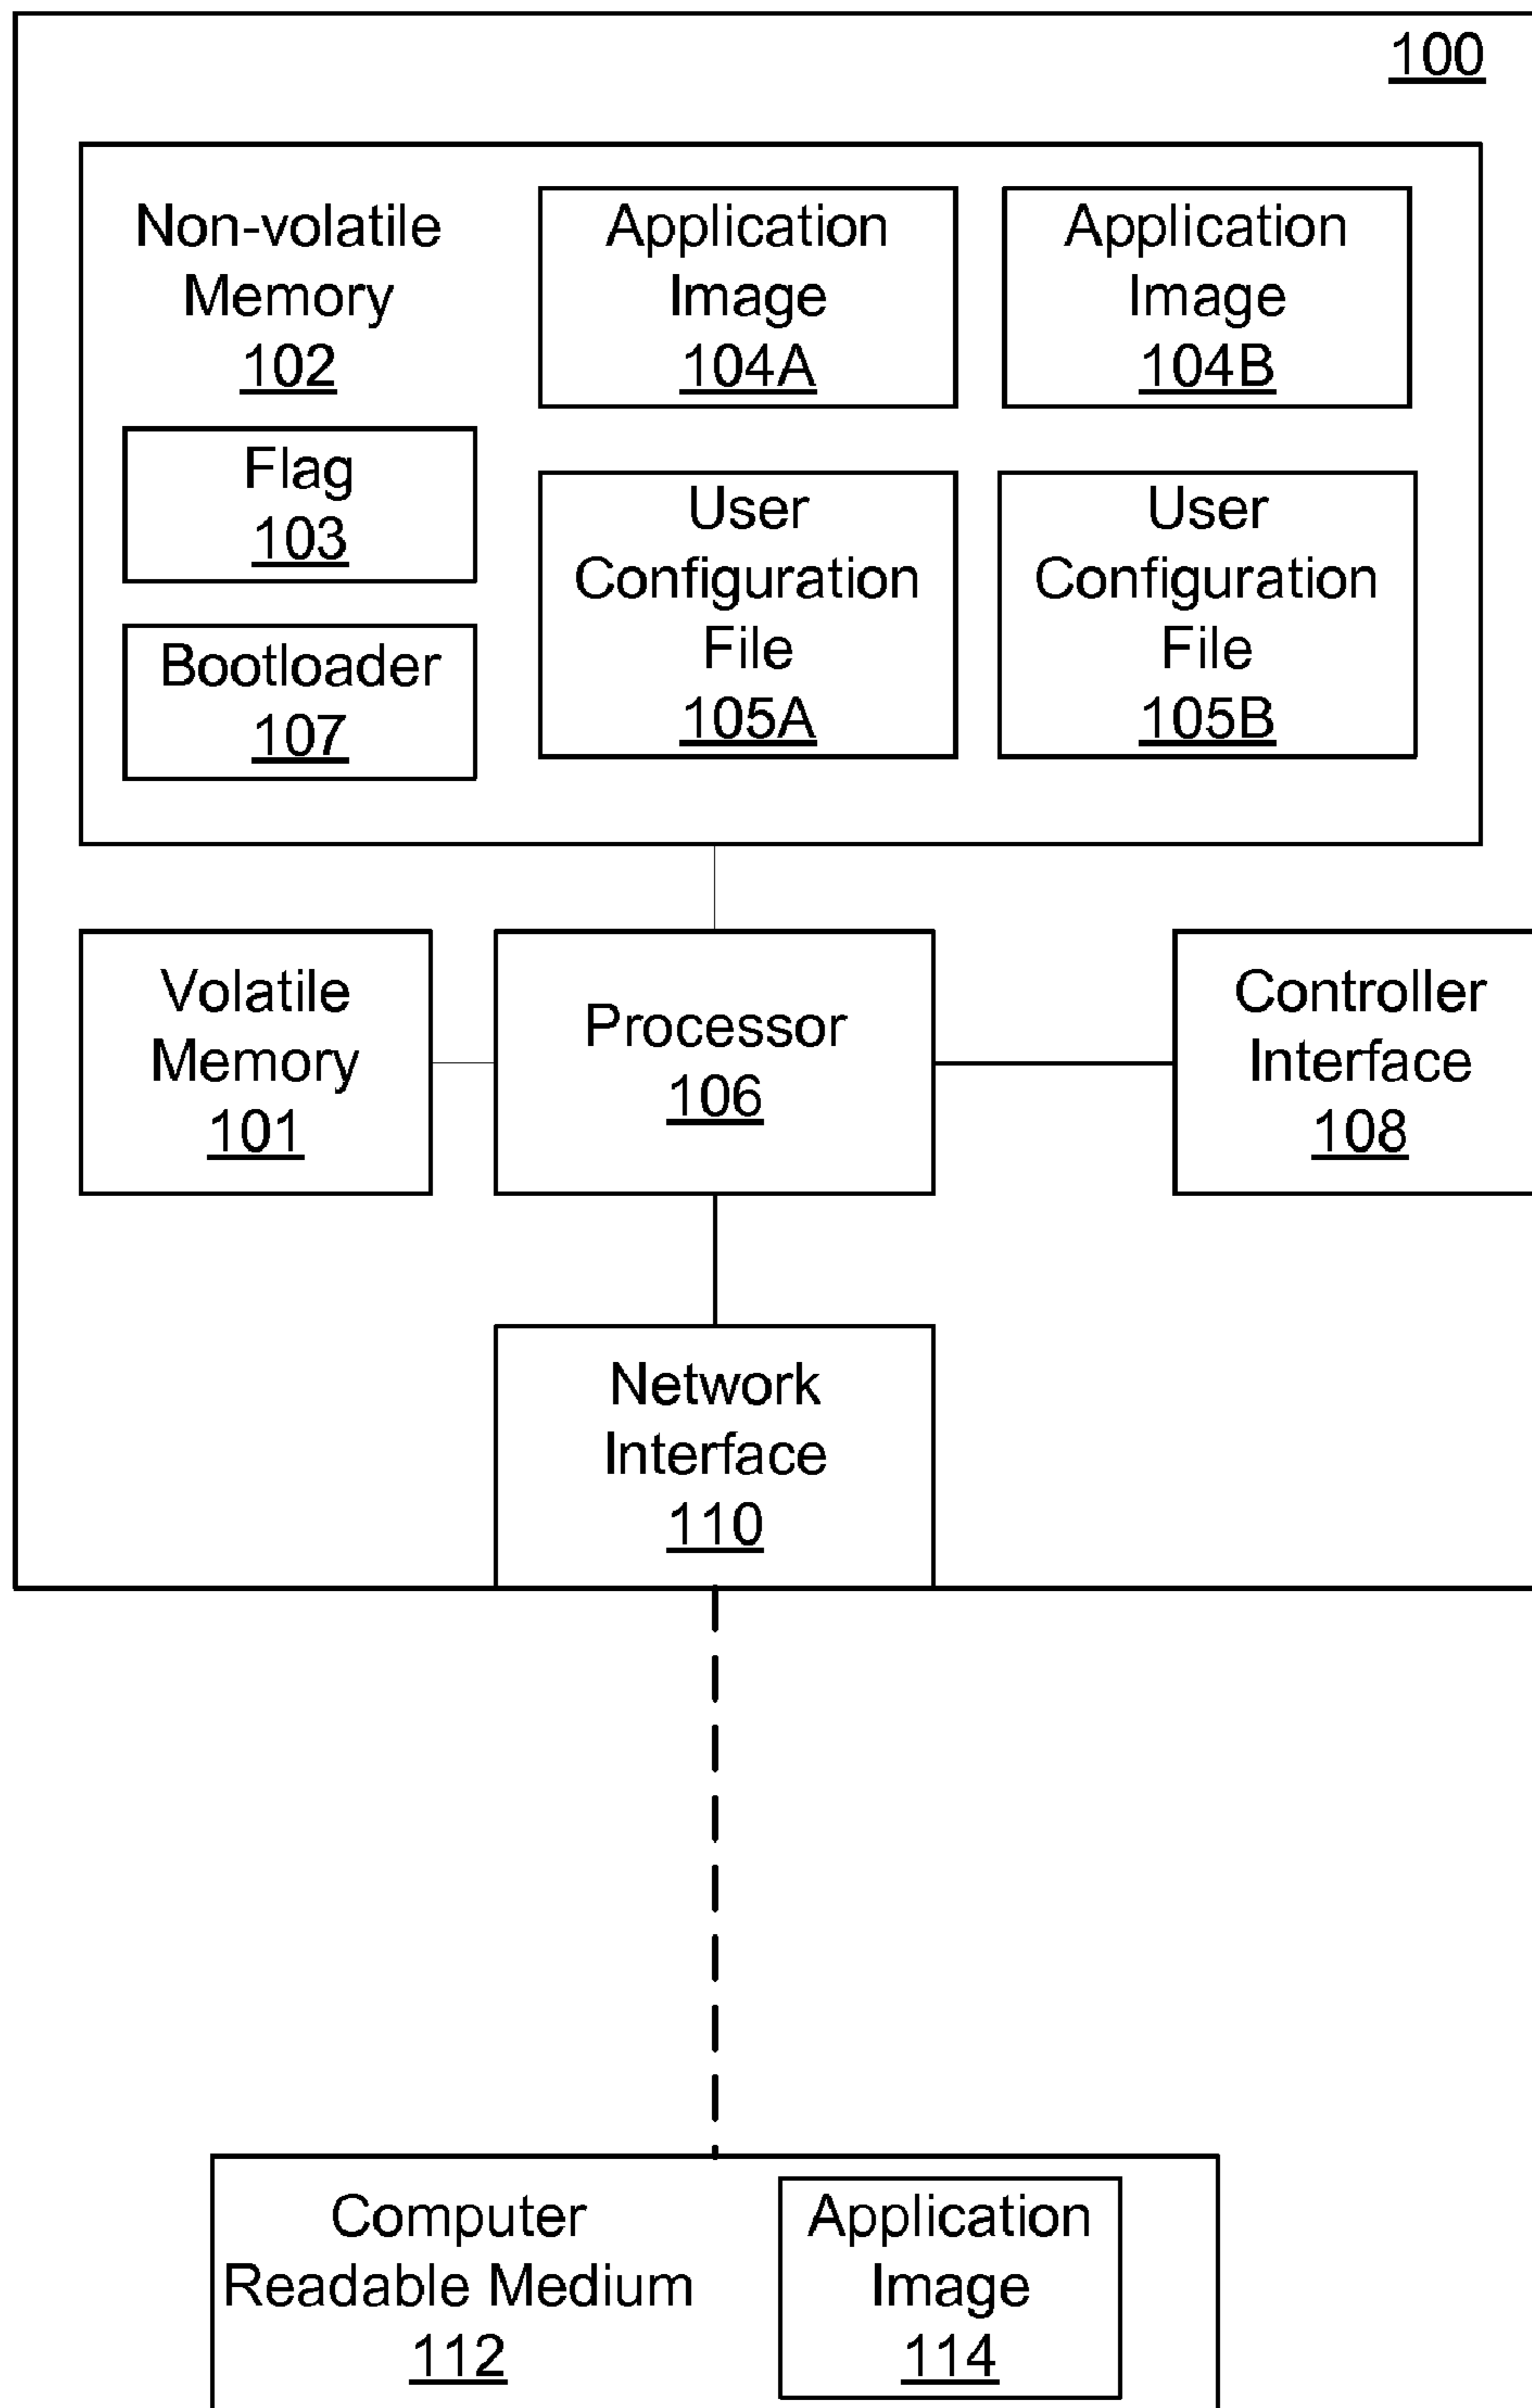 100
Non-volatile
Memory
102
Application
Image
104A
Application
Image
104B
Flag
103
User
Configuration
File
105A
User
Configuration
File
105B
Bootloader
107
Volatile
Memory
101
Processor
106
Controller
Interface
108
Network
Interface
110
Computer
Readable Medium
112
Application
Image
114